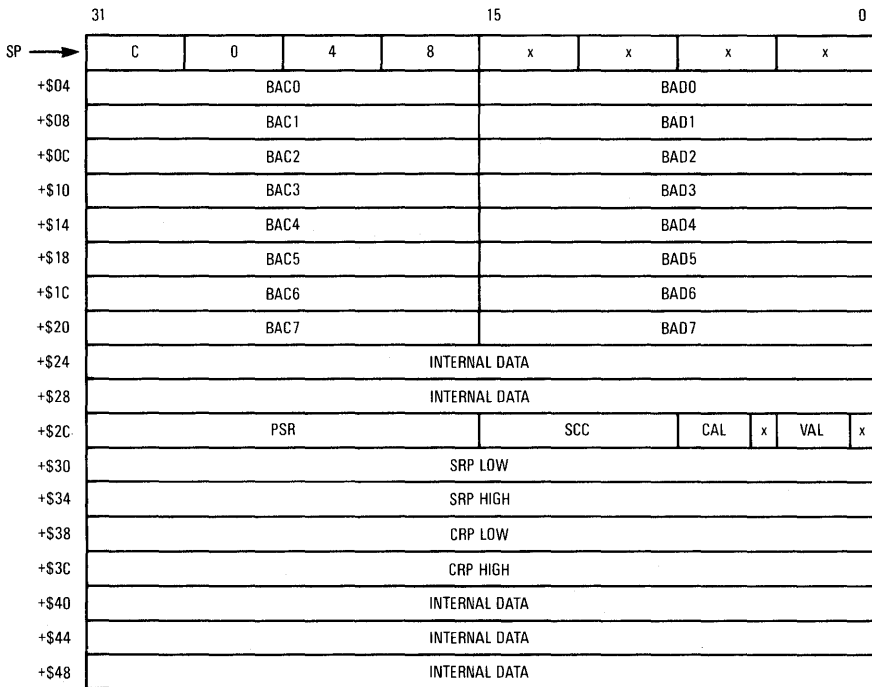 31 15 0
SP C 0 4 8 x x x x
+$04 BAC0 BAD0
+$08 BAC1 BAD1
+$0C BAC2 BAD2
+$10 BAC3 BAD3
+$14 BAC4 BAD4
+$18 BAC5 BAD5
+$1C BAC6 BAD6
+$20 BAC7 BAD7
+$24 INTERNAL DATA
+$28 INTERNAL DATA
+$2C PSR SCC CAL x VAL x
+$30 SRP LOW
+$34 SRP HIGH
+$38 CRP LOW
+$3C CRP HIGH
+$40 INTERNAL DATA
+$44 INTERNAL DATA
+$48 INTERNAL DATA